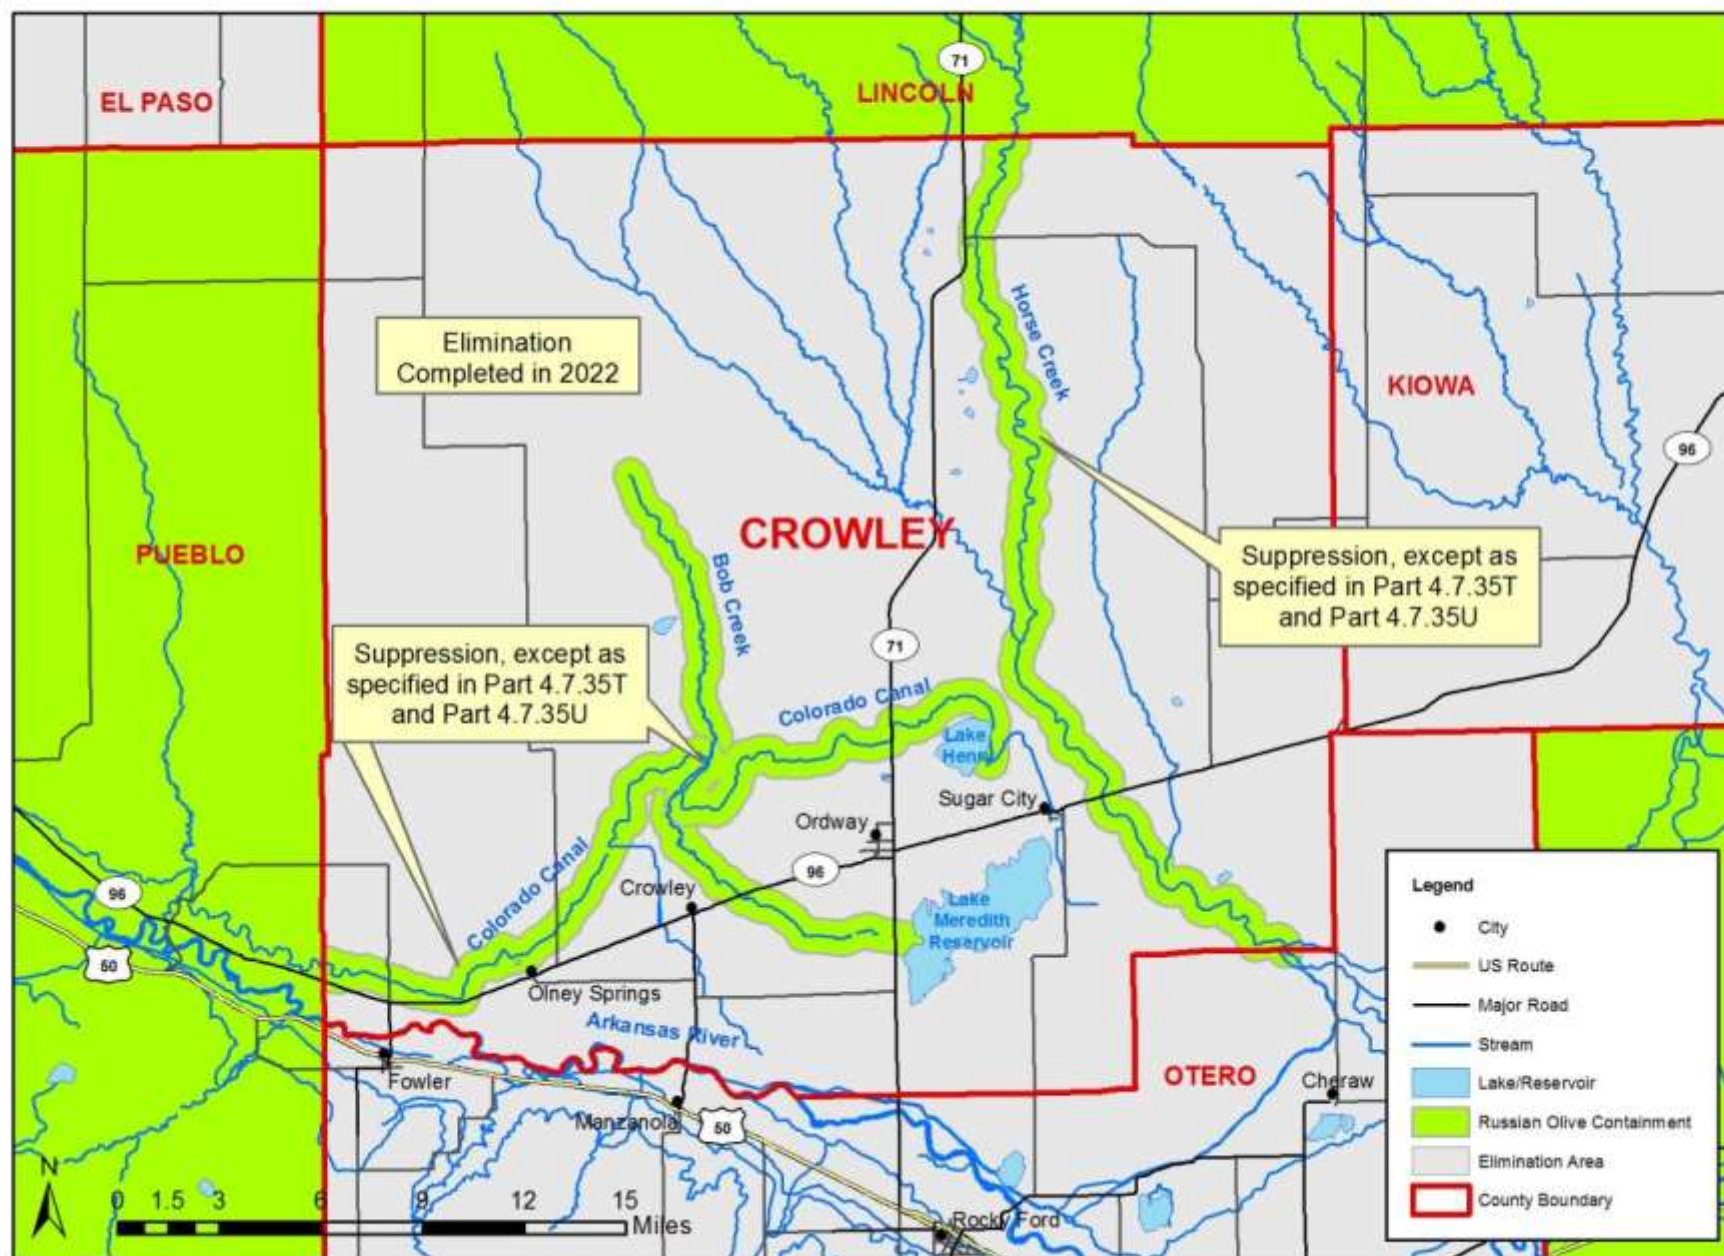 71
EL PASO
LINCOLN
Horse Creek
Elimination
Completed in 2022
KIOWA
96
CROWLEY
PUEBLO
Suppression, except as
specified in Part 4.7.35T
and Part 4.7.35U
Bob Creek
Suppression, except as
specified in Part 4.7.35T
and Part 4.7.35U
71
Colorado Canal
Lake
Henry
Sugar City
Ordway
96
Colorado Canal
Crowley
Lake
Meredith
Reservoir
96
50
Olney Springs
Arkansas River
Fowler
Manzanola
50
OTERO
Cheraw
Rocky Ford
Legend
City
US Route
Major Road
Stream
Lake/Reservoir
Russian Olive Containment
Elimination Area
County Boundary
N
0 1.5 3 6 9 12 15
Miles